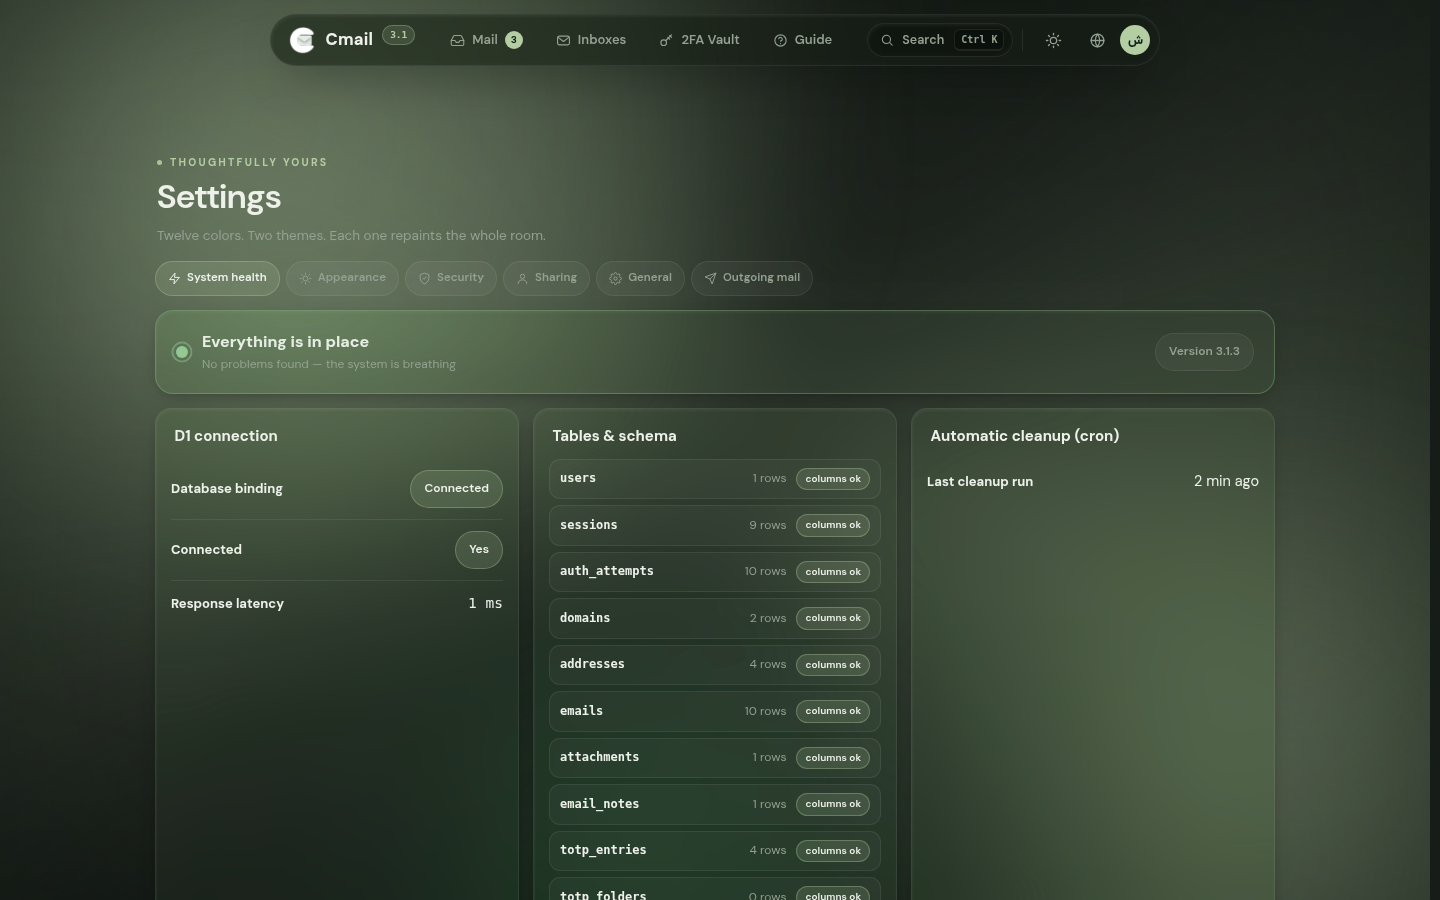 Cmail 3.1 Mail 3 Inboxes 2FA Vault Guide Search Ctrl K ش
THOUGHTFULLY YOURS
Settings
Twelve colors. Two themes. Each one repaints the whole room.
System health Appearance Security Sharing General Outgoing mail
Everything is in place
No problems found — the system is breathing
Version 3.1.3
D1 connection
Database binding Connected
Connected Yes
Response latency 1 ms
Tables & schema
users 1 rows columns ok
sessions 9 rows columns ok
auth_attempts 10 rows columns ok
domains 2 rows columns ok
addresses 4 rows columns ok
emails 10 rows columns ok
attachments 1 rows columns ok
email_notes 1 rows columns ok
totp_entries 4 rows columns ok
totp_folders 0 rows columns ok
Automatic cleanup (cron)
Last cleanup run 2 min ago